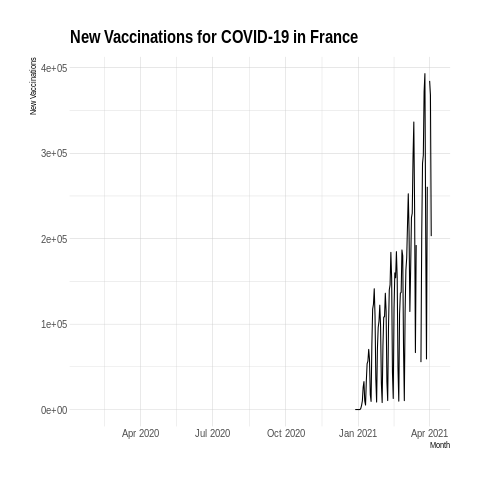 New Vaccinations for COVID-19 in France
New Vaccinations
4e+05
3e+05
2e+05
1e+05
0e+00
Apr 2020 Jul 2020 Oct 2020 Jan 2021 Apr 2021
Month